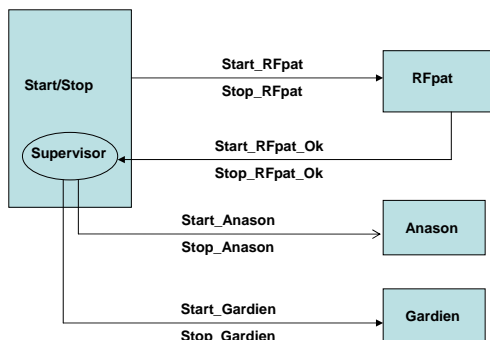 Start_RFpat
Start/Stop
RFpat
Stop_RFpat
Start_RFpat_Ok
Supervisor
Stop_RFpat_Ok
Start_Anason
Anason
Stop_Anason
Start_Gardien
Gardien
Stop_Gardien